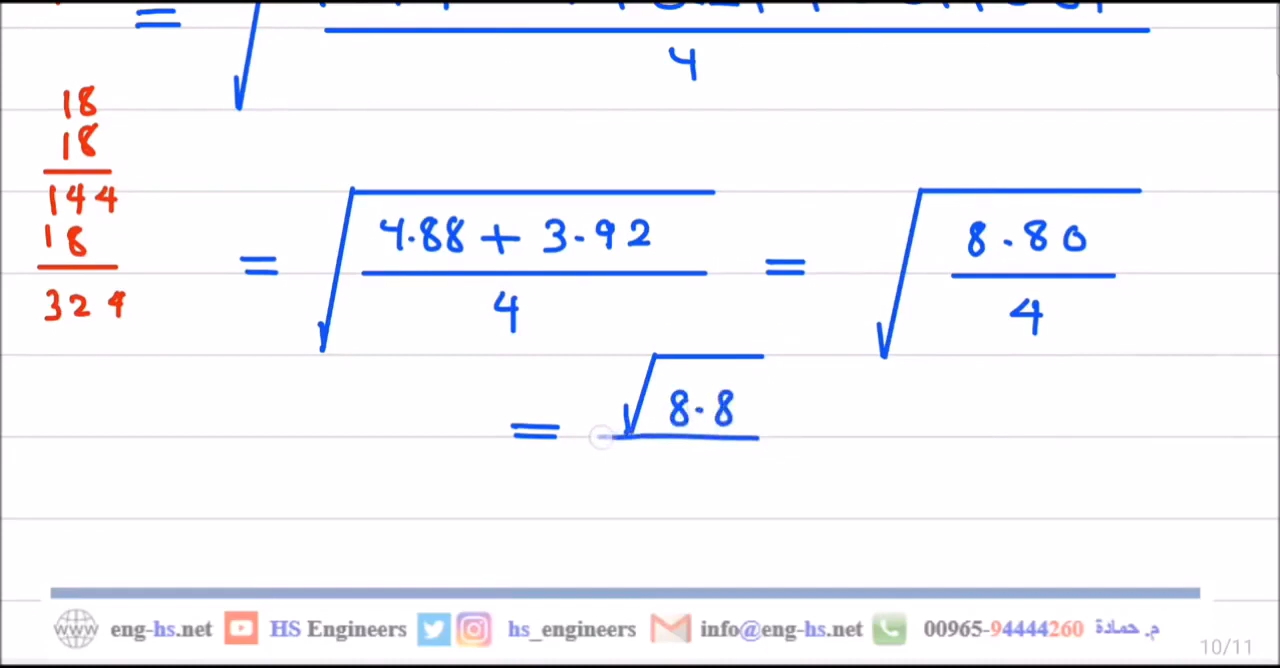 = √ 4
18
18
144
18
324
= √ 4.88 + 3.92 / 4 = √ 8.80 / 4
= √ 8.8
www eng-hs.net HS Engineers hs_engineers info@eng-hs.net 00965-94444260 م. حمادة
10/11